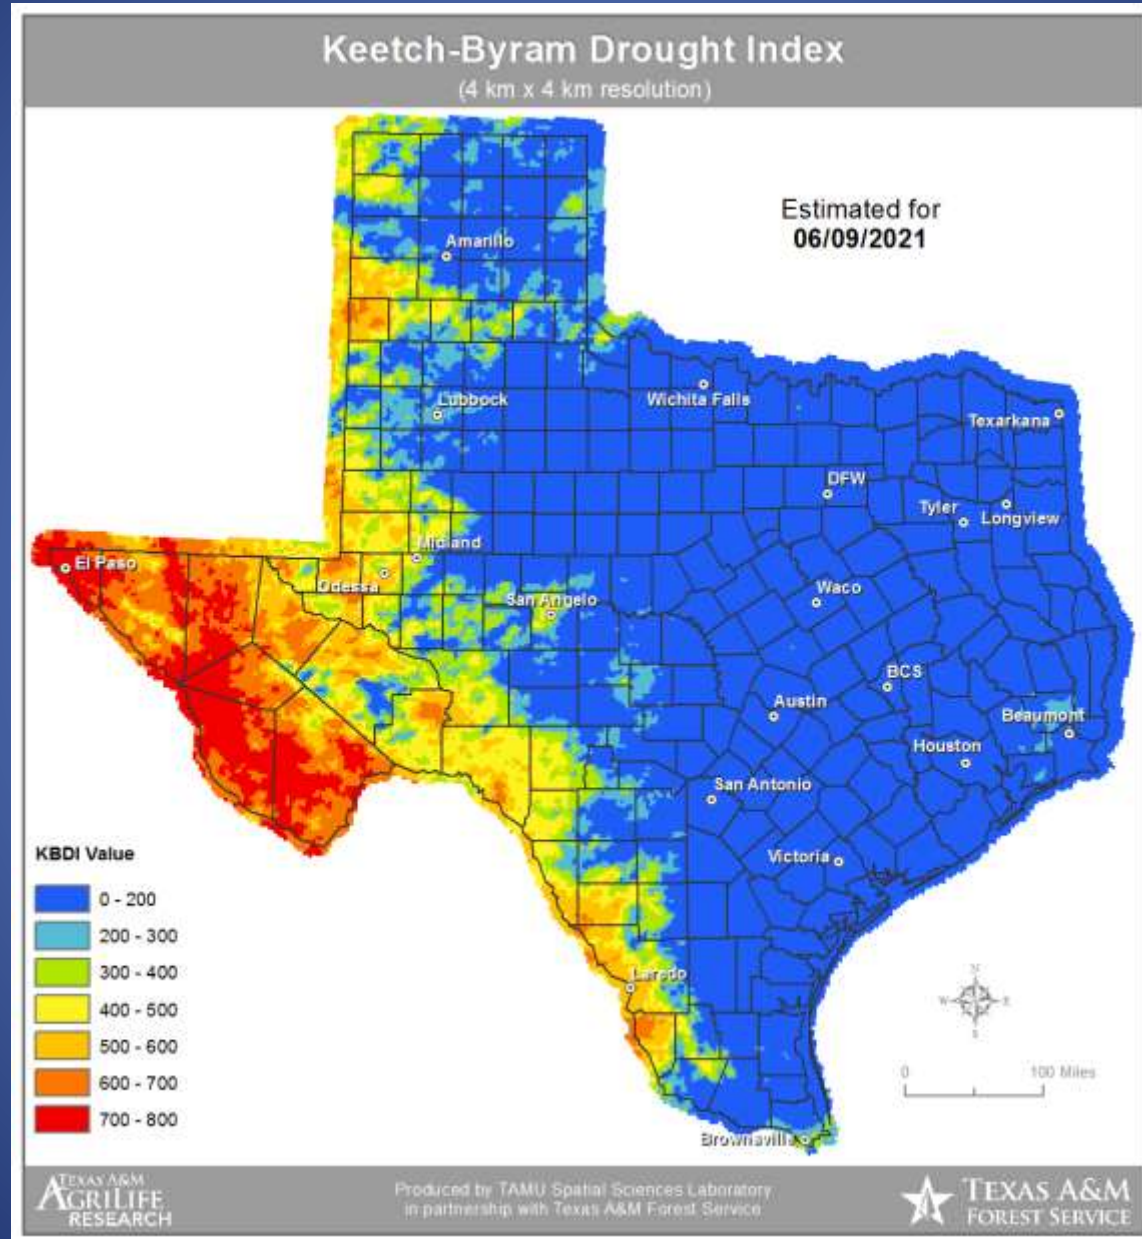 Keetch-Byram Drought Index
(4 km x 4 km resolution)
Estimated for
06/09/2021
Amarillo
Lubbock
Wichita Falls
Texarkana
DFW
Tyler
Longview
El Paso
Midland
Odessa
San Angelo
Waco
BCS
Austin
Beaumont
Houston
San Antonio
Victoria
Laredo
Brownsville
KBDI Value
0 - 200
200 - 300
300 - 400
400 - 500
500 - 600
600 - 700
700 - 800
N
W
E
S
0 100 Miles
TEXAS A&M
AGRILIFE
RESEARCH
Produced by TAMU Spatial Sciences Laboratory
in partnership with Texas A&M Forest Service
TEXAS A&M
FOREST SERVICE